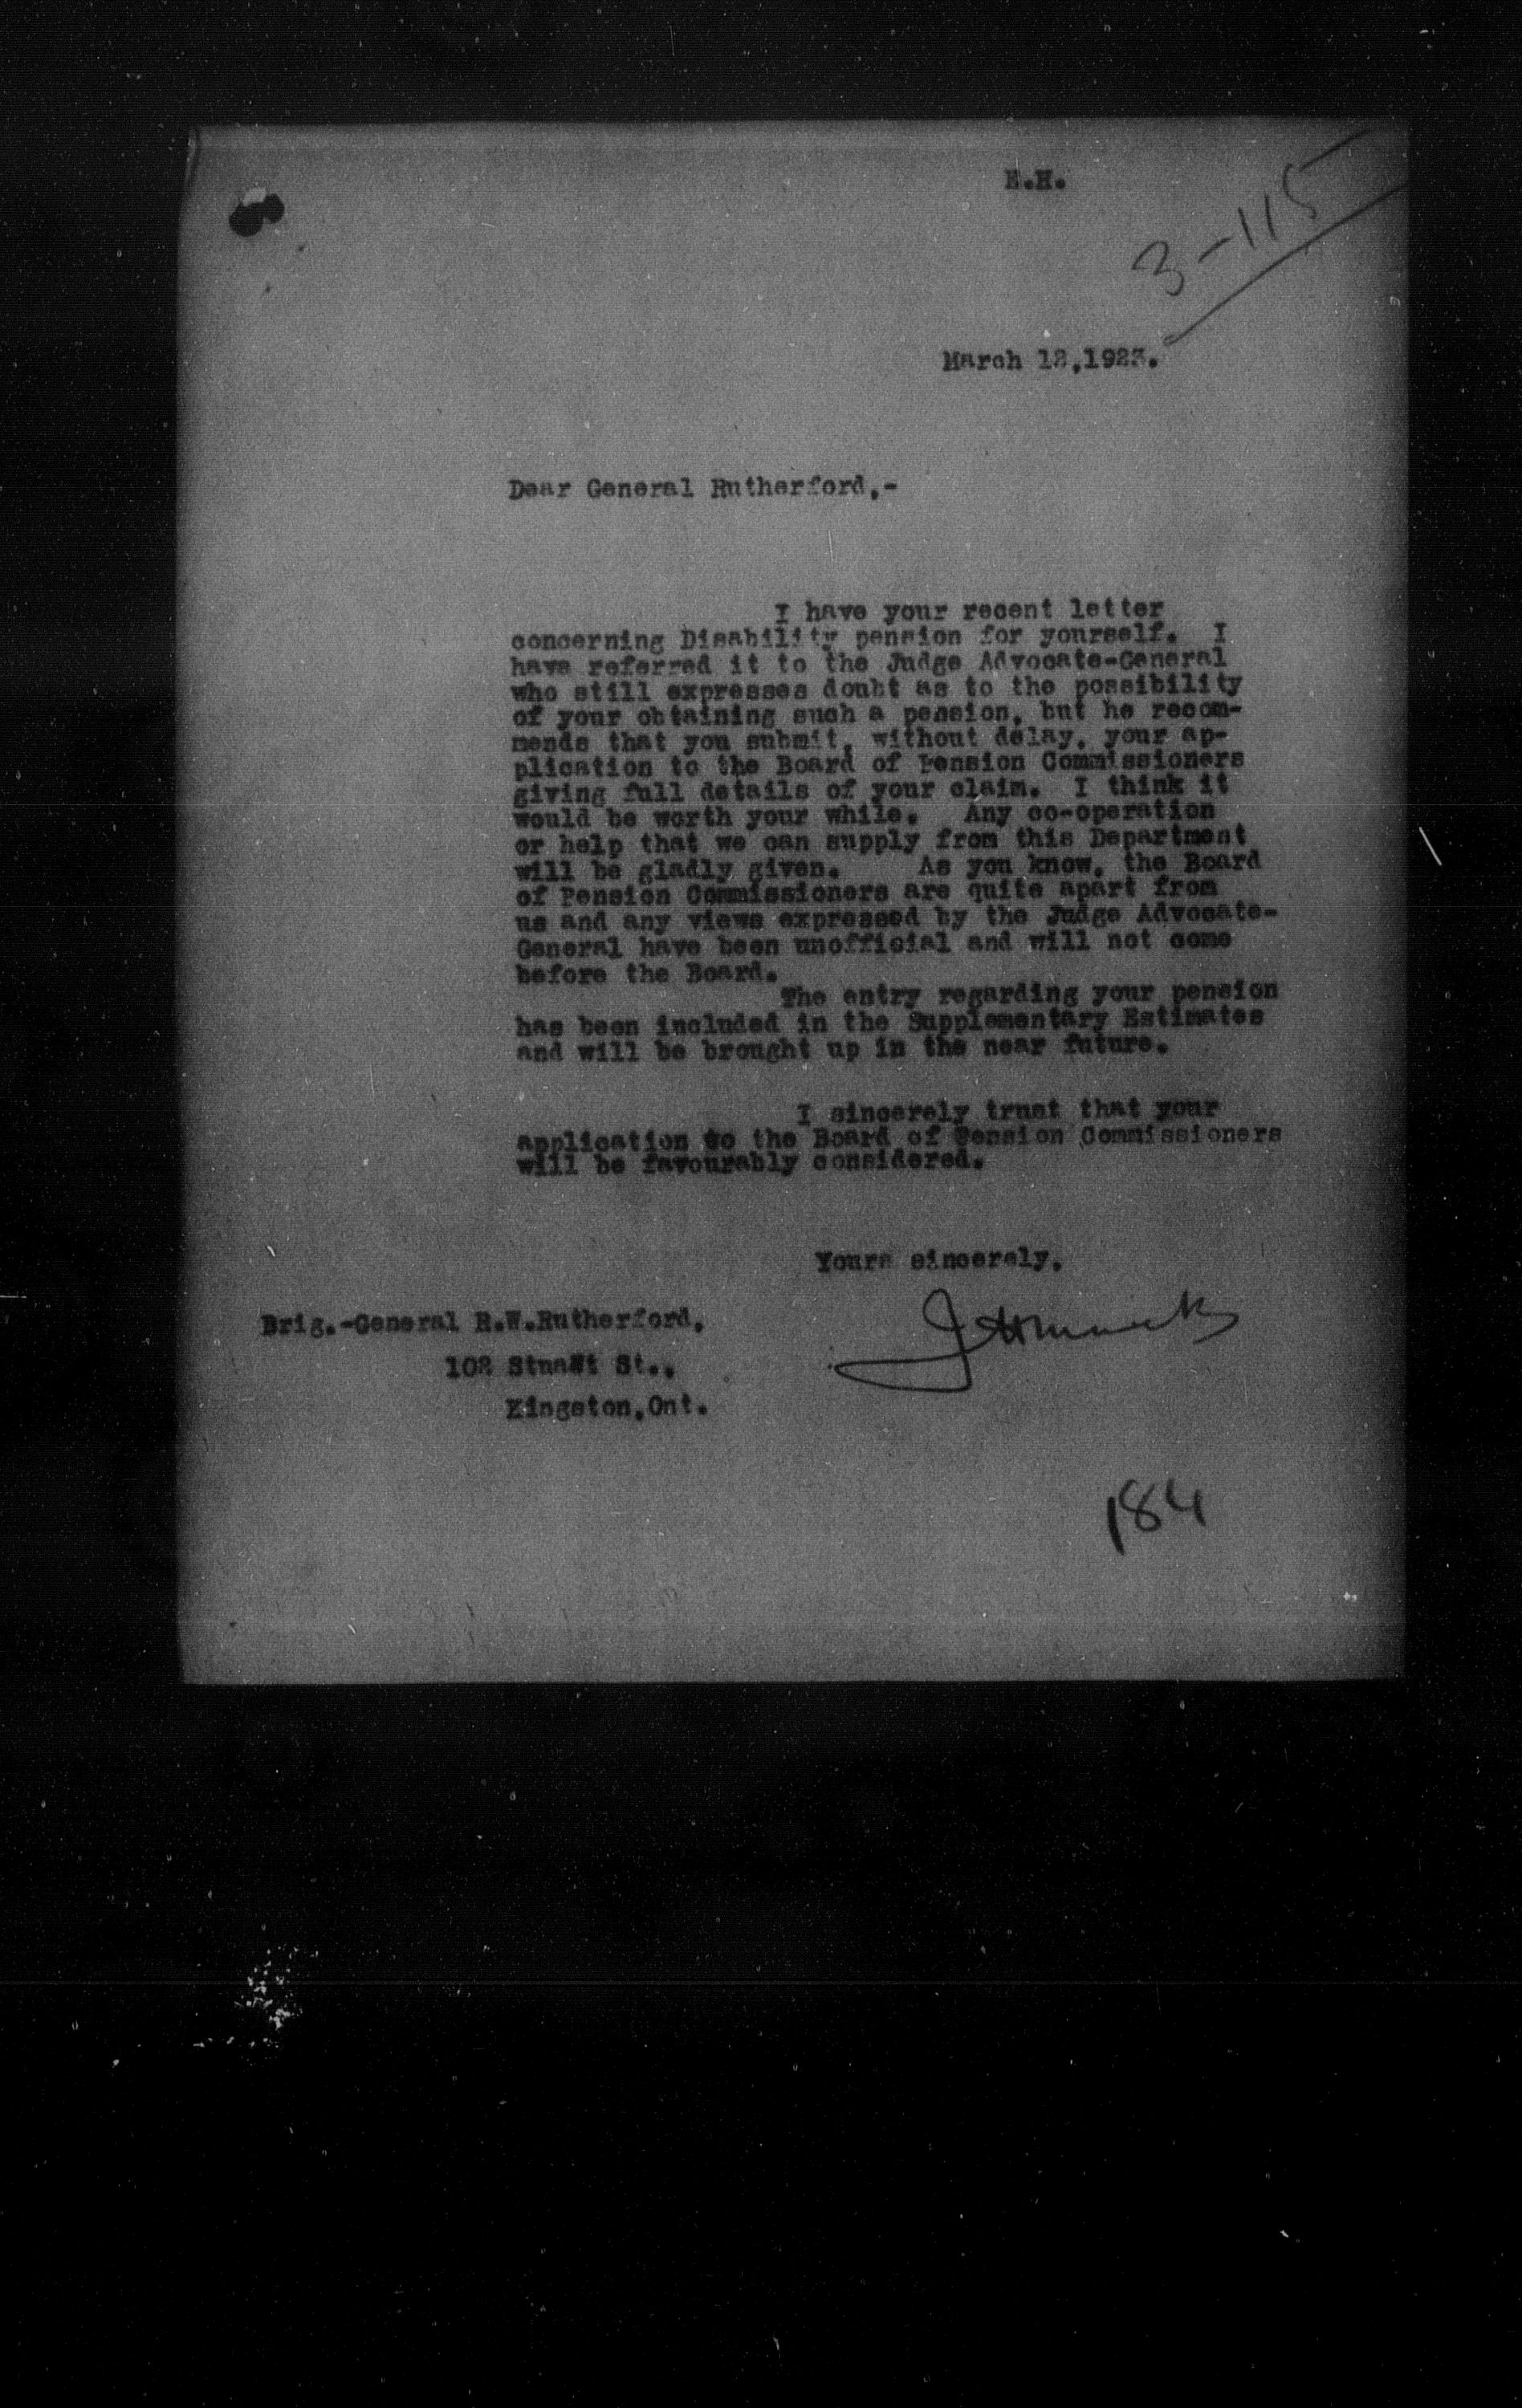 E.H.
3-115
March 12,1923.
Dear General Rutherford,-
I have your recent letter
concerning Disability pension for yourself. I
have referred it to the Judge Advocate-General
who still expresses doubt as to the possibility
of your obtaining such a pension, but he recom-
mends that you submit, without delay, your ap-
plication to the Board of Pension Commissioners
giving full details of your claim. I think it
would be worth your while. Any co-operation
or help that we can supply from this Department
will be gladly given. As you know, the Board
of Pension Commissioners are quite apart from
us and any views expressed by the Judge Advocate-
General have been unofficial and will not come
before the Board.
The entry regarding your pension
has been included in the Supplementary Estimates
and will be brought up in the near future.
I sincerely trust that your
application to the Board of Pension Commissioners
will be favourably considered.
Yours sincerely,
Brig.-General R.W.Rutherford,
102 St.,
Kingston,Ont.
184